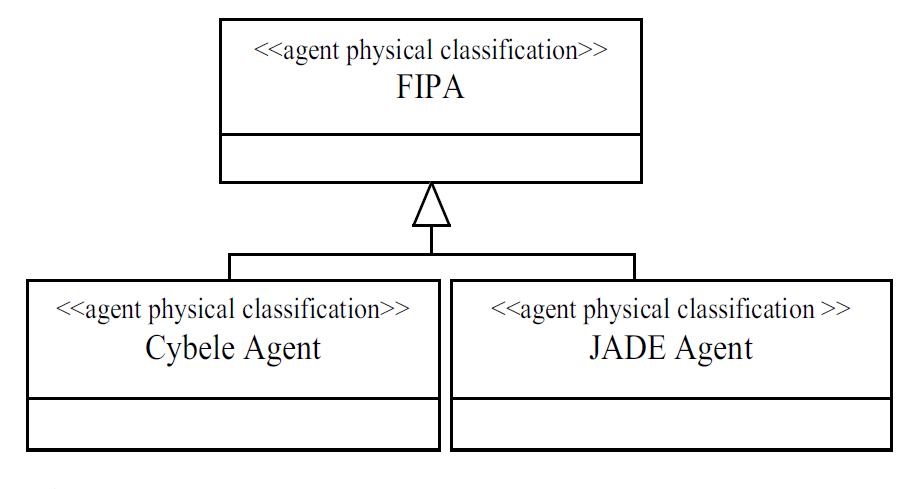 <<agent physical classification>>
FIPA
<<agent physical classification>>
Cybele Agent
<<agent physical classification >>
JADE Agent